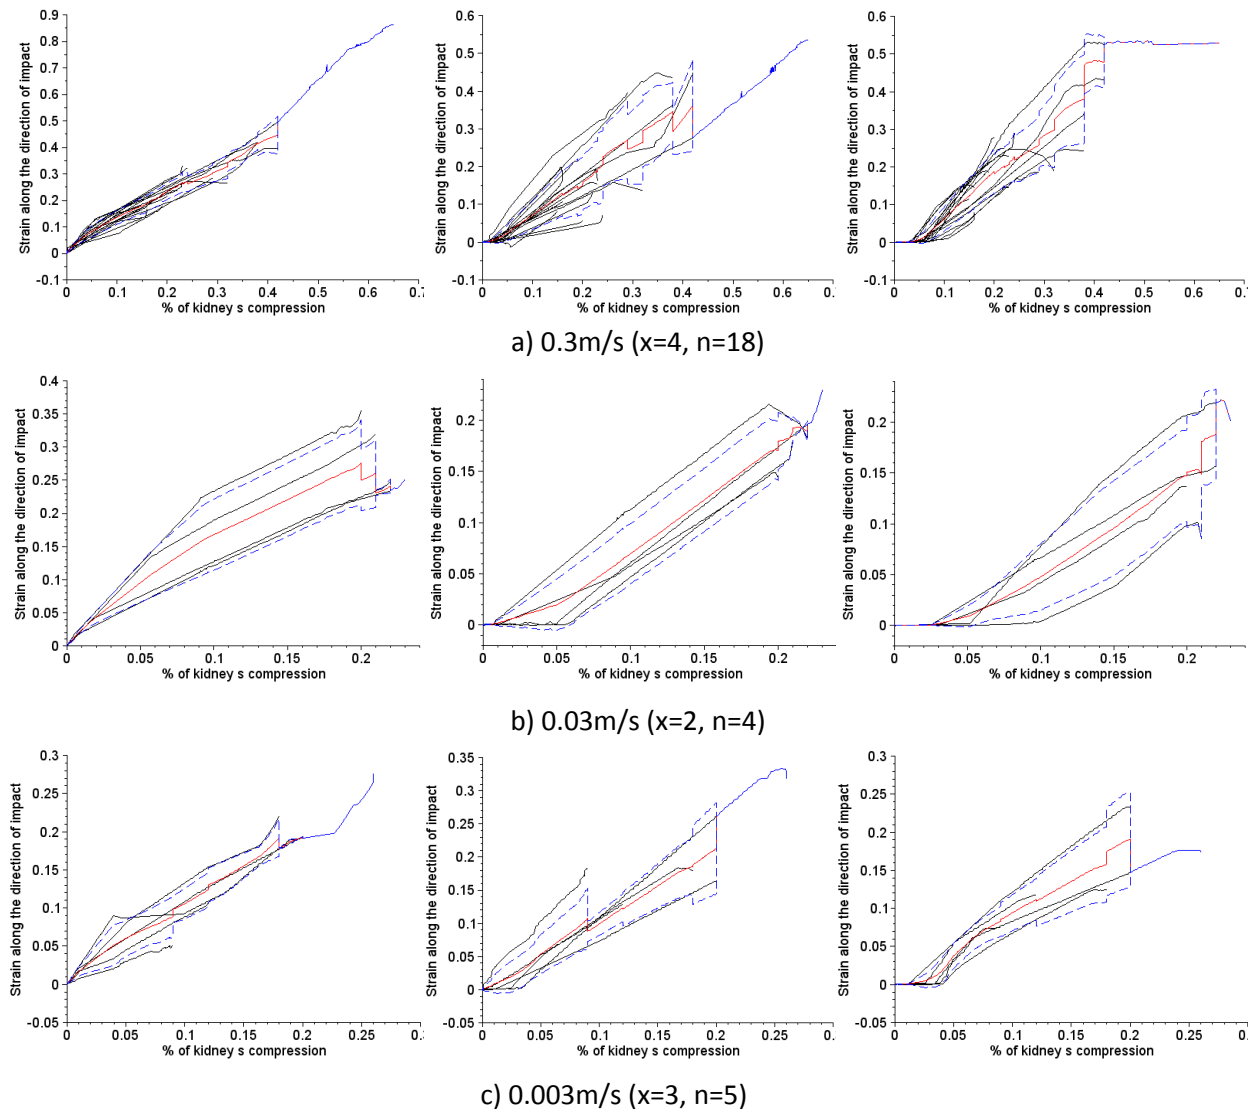 0.9
0.8
0.7
0.6
0.5
0.4
0.3
0.2
0.1
0
-0.1
Strain along the direction of impact
0 0.1 0.2 0.3 0.4 0.5 0.6
% of kidney s compression
0.6
0.5
0.4
0.3
0.2
0.1
0
-0.1
Strain along the direction of impact
0 0.1 0.2 0.3 0.4 0.5 0.6
% of kidney s compression
0.6
0.5
0.4
0.3
0.2
0.1
0
-0.1
Strain along the direction of impact
0 0.1 0.2 0.3 0.4 0.5 0.6
% of kidney s compression
a) 0.3m/s (x=4, n=18)
0.4
0.35
0.3
0.25
0.2
0.15
0.1
0.05
0
Strain along the direction of impact
0 0.05 0.1 0.15 0.2
% of kidney s compression
0.2
0.15
0.1
0.05
0
Strain along the direction of impact
0 0.05 0.1 0.15 0.2
% of kidney s compression
0.2
0.15
0.1
0.05
0
Strain along the direction of impact
0 0.05 0.1 0.15 0.2
% of kidney s compression
b) 0.03m/s (x=2, n=4)
0.3
0.25
0.2
0.15
0.1
0.05
0
-0.05
Strain along the direction of impact
0 0.05 0.1 0.15 0.2 0.25
% of kidney s compression
0.35
0.3
0.25
0.2
0.15
0.1
0.05
0
-0.05
Strain along the direction of impact
0 0.05 0.1 0.15 0.2 0.25
% of kidney s compression
0.3
0.25
0.2
0.15
0.1
0.05
0
-0.05
Strain along the direction of impact
0 0.05 0.1 0.15 0.2 0.25
% of kidney s compression
c) 0.003m/s (x=3, n=5)